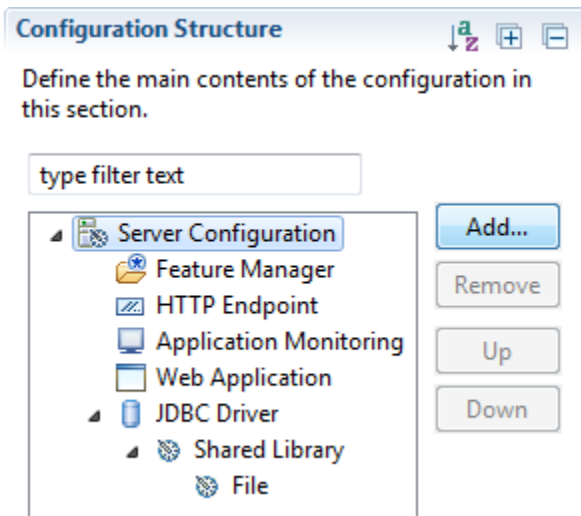 Configuration Structure
Define the main contents of the configuration in
this section.
type filter text
Server Configuration
Feature Manager
HTTP Endpoint
Application Monitoring
Web Application
JDBC Driver
Shared Library
File
Add...
Remove
Up
Down